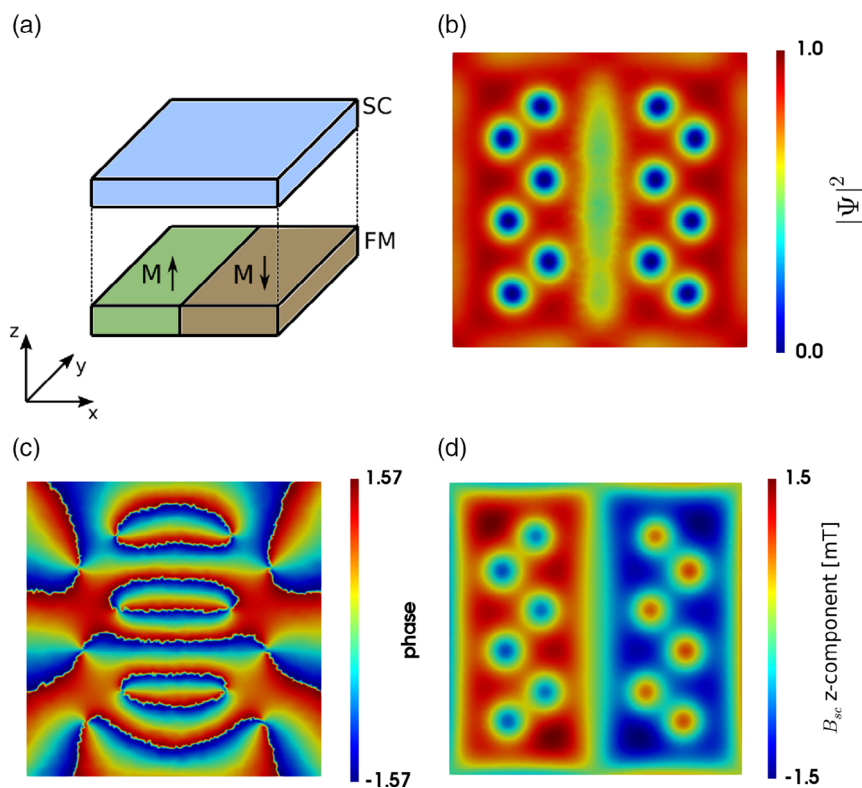 (a)
SC
FM
M
M
z
y
x
(b)
1.0
|Ψ|²
0.0
(c)
1.57
phase
-1.57
(d)
1.5
B_sc z-component [mT]
-1.5